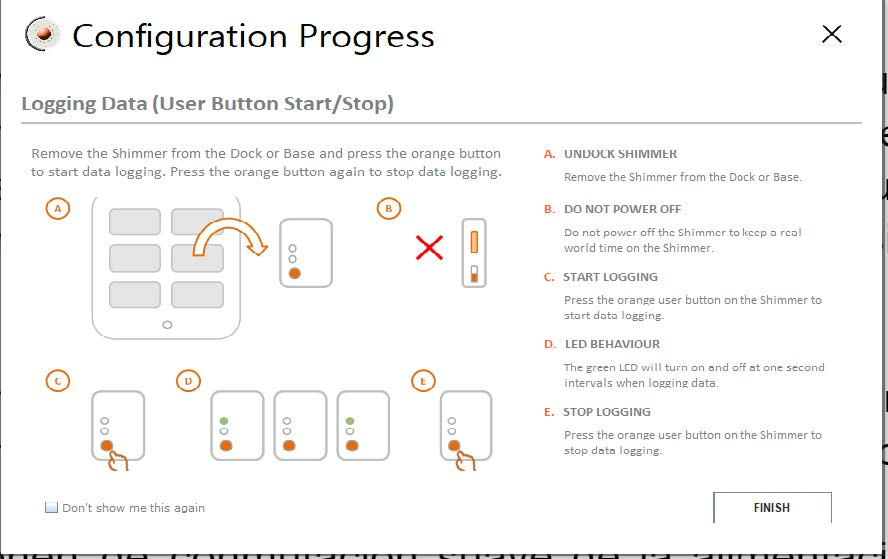 Configuration Progress
Logging Data (User Button Start/Stop)
Remove the Shimmer from the Dock or Base and press the orange button
to start data logging. Press the orange button again to stop data logging.
A
B
C
D
E
A. UNDOCK SHIMMER
Remove the Shimmer from the Dock or Base.
B. DO NOT POWER OFF
Do not power off the Shimmer to keep a real
world time on the Shimmer.
C. START LOGGING
Press the orange user button on the Shimmer to
start data logging.
D. LED BEHAVIOUR
The green LED will turn on and off at one second
intervals when logging data.
E. STOP LOGGING
Press the orange user button on the Shimmer to
stop data logging.
Don't show me this again
FINISH